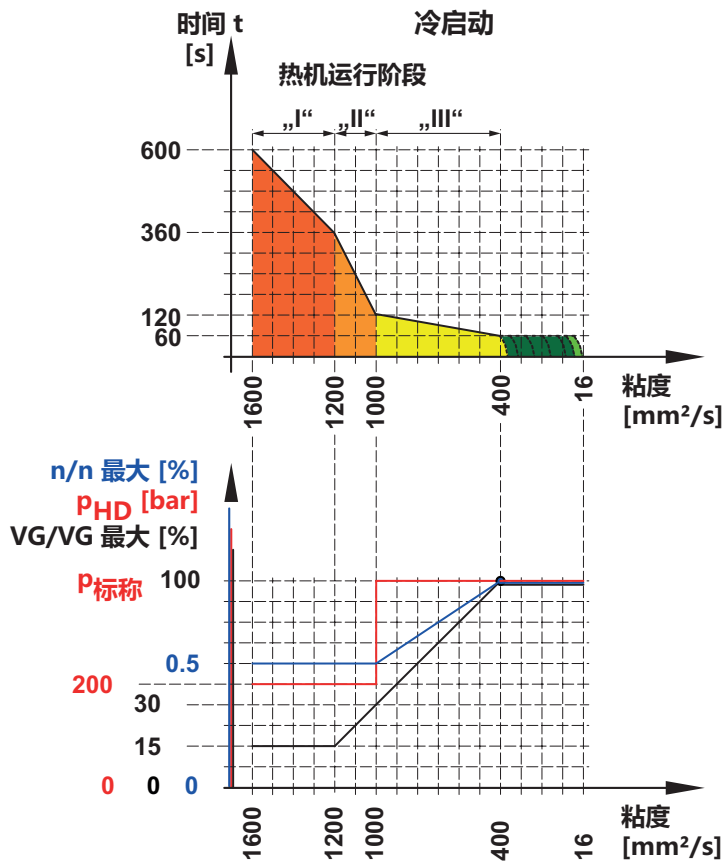 时间 t
[s]
冷启动
热机运行阶段
„I“ „II“ „III“
600
360
120
60
1600 1200 1000 400 16
粘度
[mm²/s]
n/n 最大 [%]
pHD [bar]
VG/VG 最大 [%]
p标称 100
0.5
200
30
15
0 0 0
1600 1200 1000 400 16
粘度
[mm²/s]